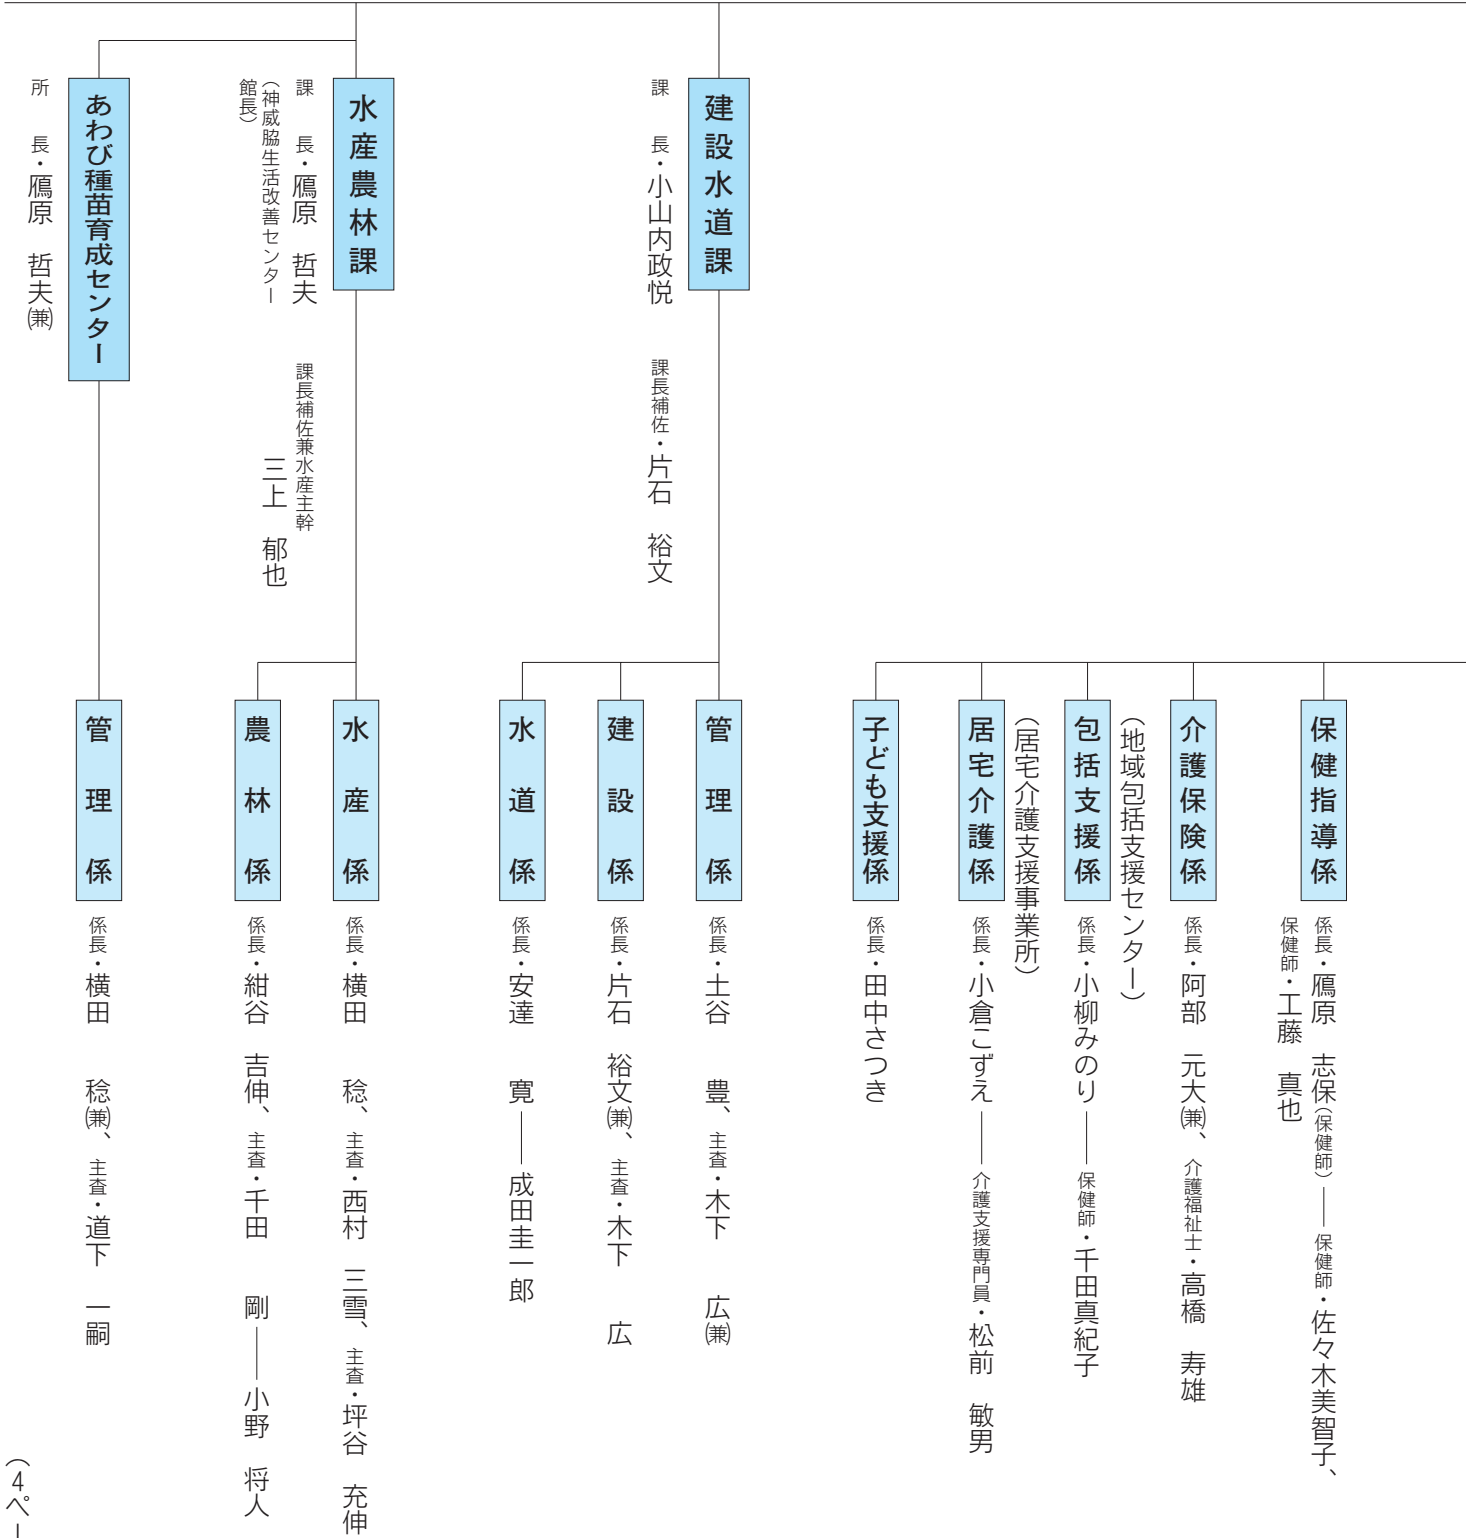 保健指導係
係長・鳫原 志保(保健師)――保健師・佐々木美智子、
保健師・工藤 真也
介護保険係
係長・阿部 元大㈱、介護福祉士・高橋 寿雄
(地域包括支援センター)
包括支援係
係長・小柳みのり――保健師・千田真紀子
(居宅介護支援事業所)
居宅介護係
係長・小倉こずえ――介護支援専門員・松前 敏男
子ども支援係
係長・田中さつき
建設水道課
課 長・小山内政悦
課長補佐・片石 裕文
管理係
係長・土谷 豊、主査・木下 広(兼)
建設係
係長・片石 裕文(兼)、主査・木下 広
水道係
係長・安達 寛――成田圭一郎
水産農林課
課 長・鳫原 哲夫
(神威脇生活改善センター
館長)
課長補佐兼水産主幹
三上 郁也
水産係
係長・横田 稔、主査・西村 三雪、主査・坪谷 充伸
農林係
係長・紺谷 吉伸、主査・千田 剛――小野 将人
あわび種苗育成センター
所 長・鳫原 哲夫(兼)
管理係
係長・横田 稔(兼)、主査・道下 一嗣
(4ペー